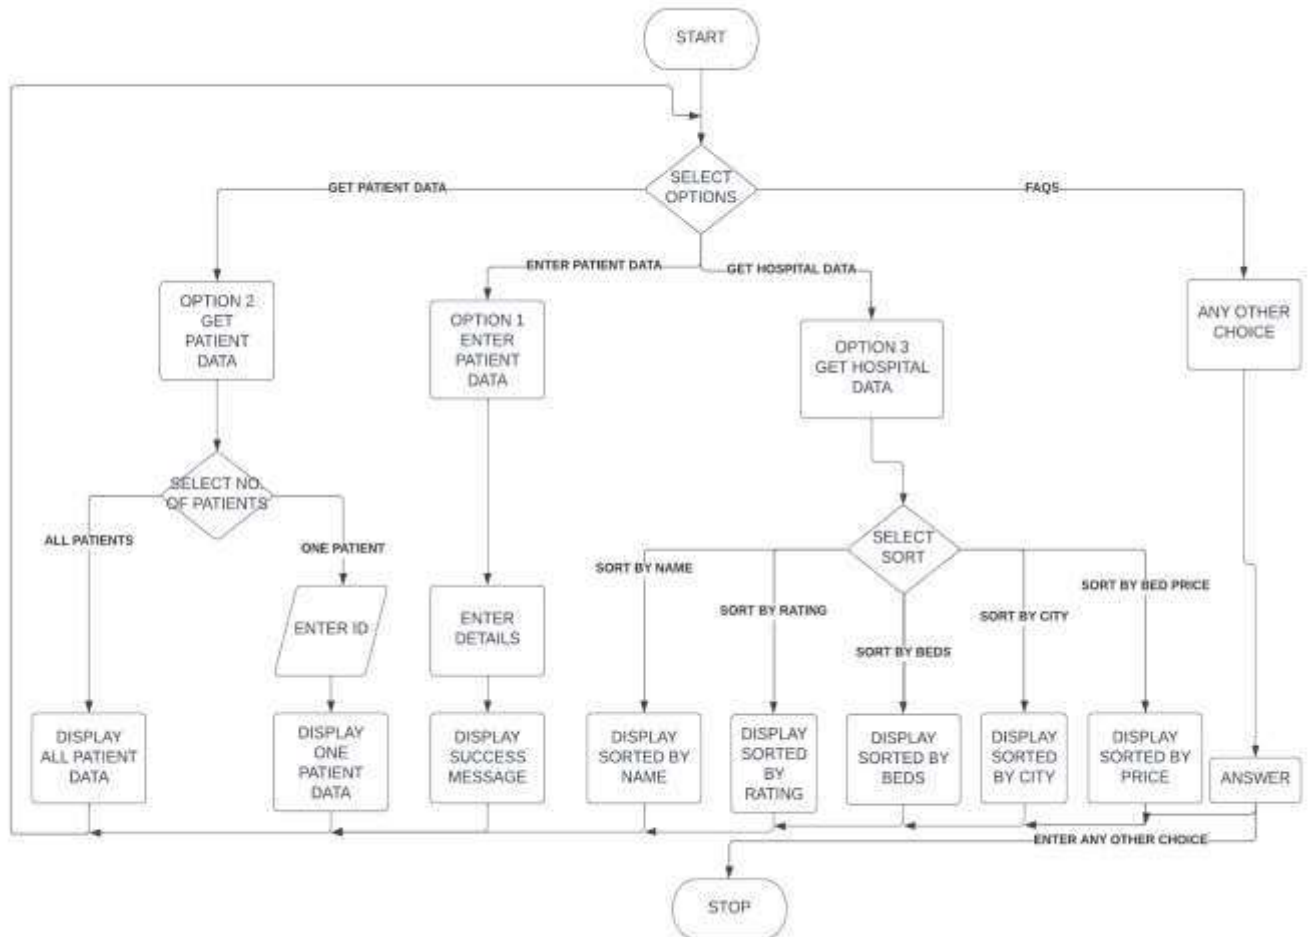 START
SELECT
OPTIONS
GET PATIENT DATA
FAQS
ENTER PATIENT DATA
GET HOSPITAL DATA
OPTION 2
GET
PATIENT
DATA
OPTION 1
ENTER
PATIENT
DATA
OPTION 3
GET HOSPITAL
DATA
ANY OTHER
CHOICE
SELECT NO.
OF PATIENTS
ALL PATIENTS
ONE PATIENT
SELECT
SORT
SORT BY NAME
SORT BY RATING
SORT BY BEDS
SORT BY CITY
SORT BY BED PRICE
ENTER ID
ENTER
DETAILS
DISPLAY
ALL PATIENT
DATA
DISPLAY
ONE
PATIENT
DATA
DISPLAY
SUCCESS
MESSAGE
DISPLAY
SORTED BY
NAME
DISPLAY
SORTED
BY
RATING
DISPLAY
SORTED BY
BEDS
DISPLAY
SORTED
BY CITY
DISPLAY
SORTED BY
PRICE
ANSWER
ENTER ANY OTHER CHOICE
STOP